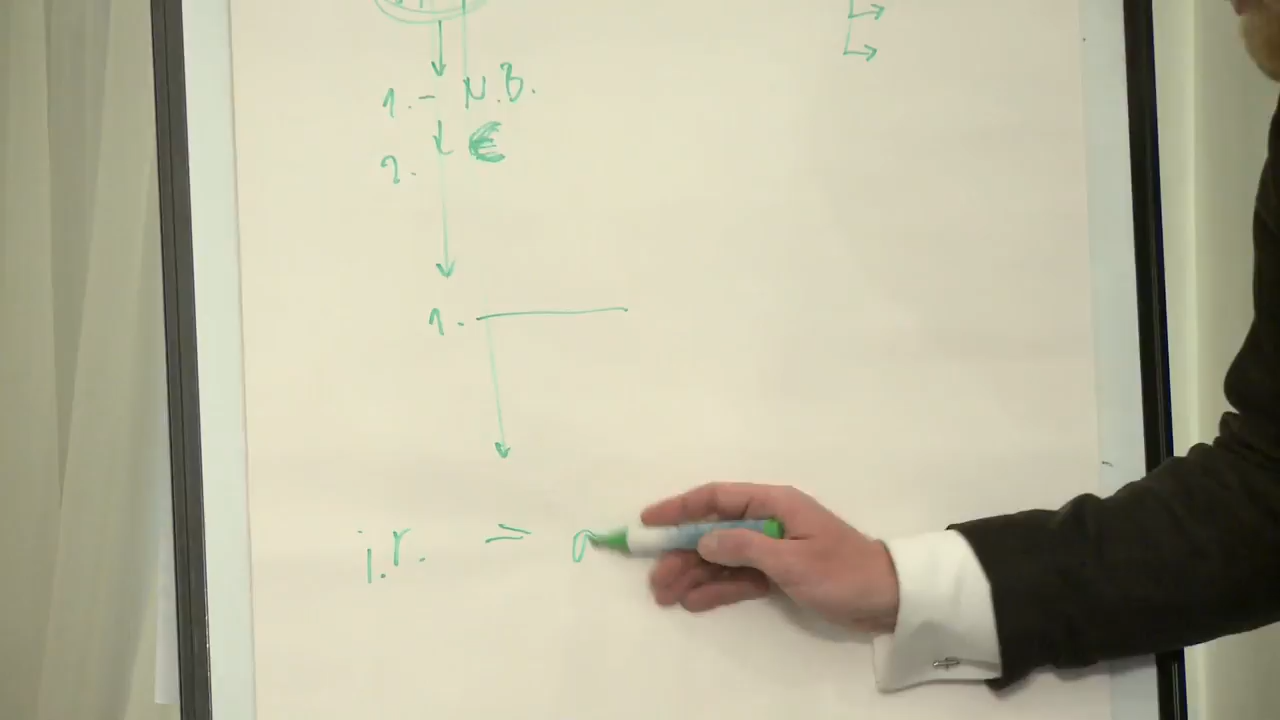 1. - N.B.
€
2.
1.
i.r. =